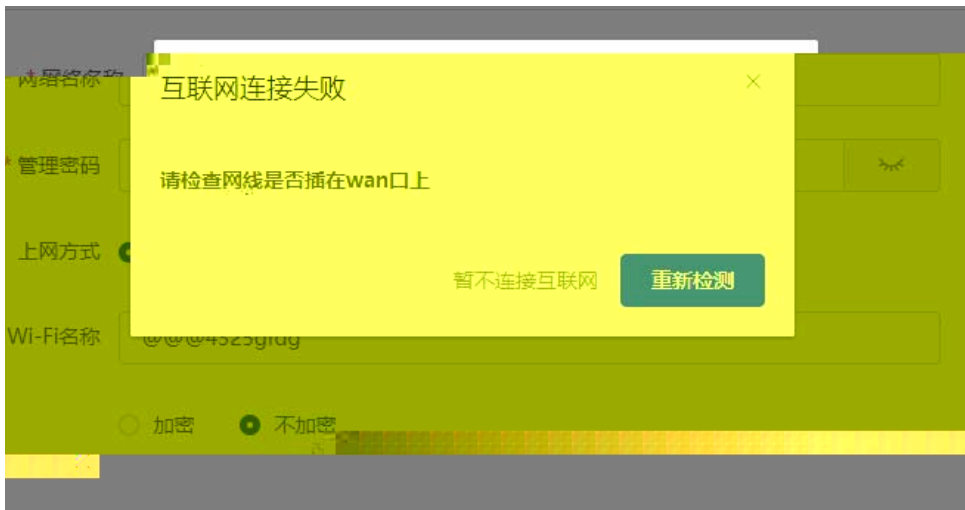 * 网络名称
互联网连接失败
* 管理密码
请检查网线是否插在wan口上
上网方式
暂不连接互联网
重新检测
Wi-Fi名称
@@@4325gfdg
加密
不加密